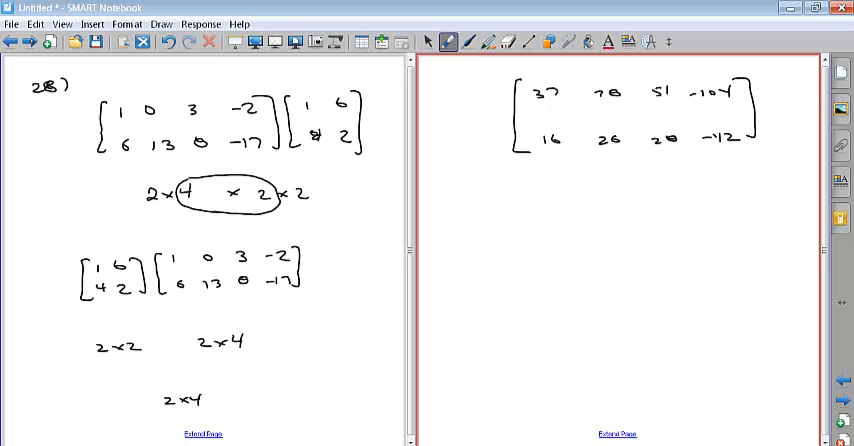 Untitled * - SMART Notebook
File Edit View Insert Format Draw Response Help
28)
1 0 3 -2 1 6
6 13 8 -17 4 2
2×4 × 2×2
1 6 1 0 3 -2
4 2 6 13 8 -17
2×2 2×4
2×4
Extend Page
37 78 51 -104
16 26 28 -42
Extend Page